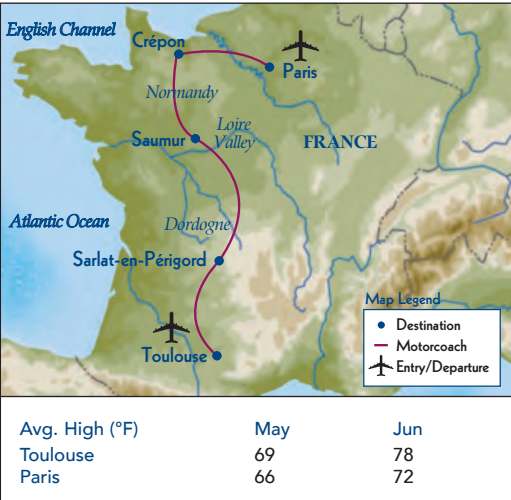 English Channel
Crépon
Paris
Normandy
Saumur
Loire
Valley
FRANCE
Atlantic Ocean
Dordogne
Sarlat-en-Périgord
Toulouse
Map Legend
Destination
Motorcoach
Entry/Departure
Avg. High (°F) May Jun
Toulouse 69 78
Paris 66 72